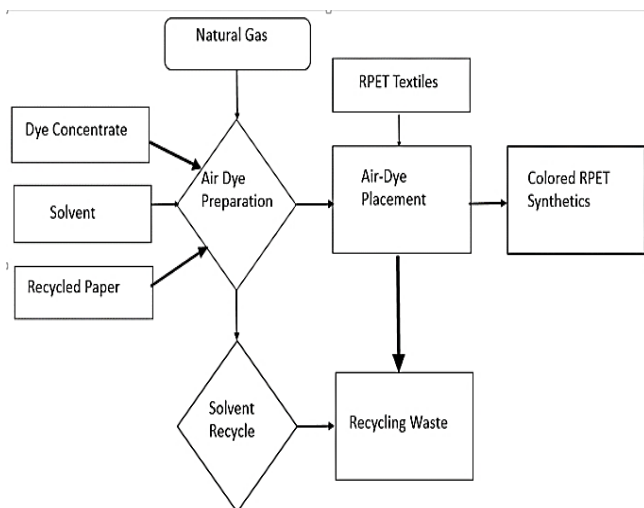 Natural Gas
RPET Textiles
Dye Concentrate
Air Dye
Preparation
Air-Dye
Placement
Colored RPET
Synthetics
Solvent
Recycled Paper
Solvent
Recycle
Recycling Waste